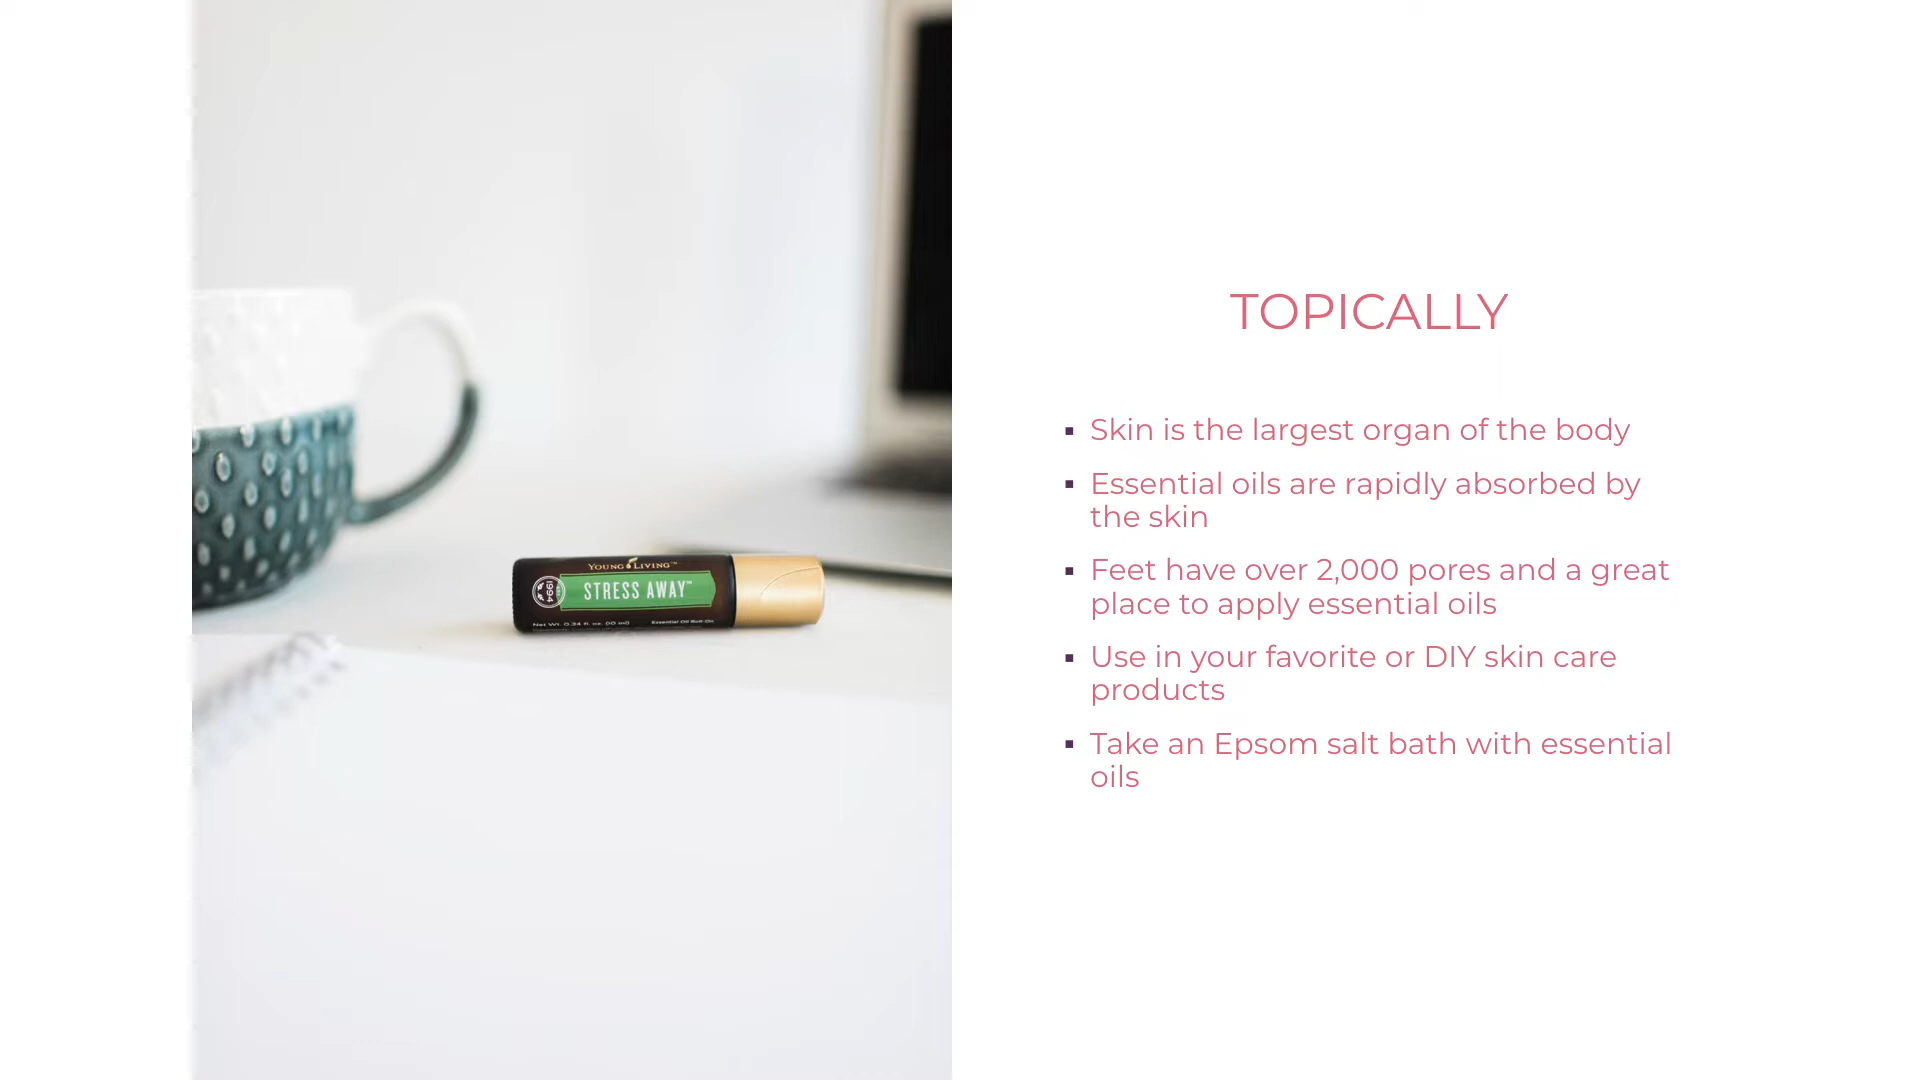 YOUNG LIVING™
STRESS AWAY™
1994
Net Wt. 0.34 fl. oz. (10 ml)
Essential Oil Roll-On
TOPICALLY
▪ Skin is the largest organ of the body
▪ Essential oils are rapidly absorbed by
the skin
▪ Feet have over 2,000 pores and a great
place to apply essential oils
▪ Use in your favorite or DIY skin care
products
▪ Take an Epsom salt bath with essential
oils